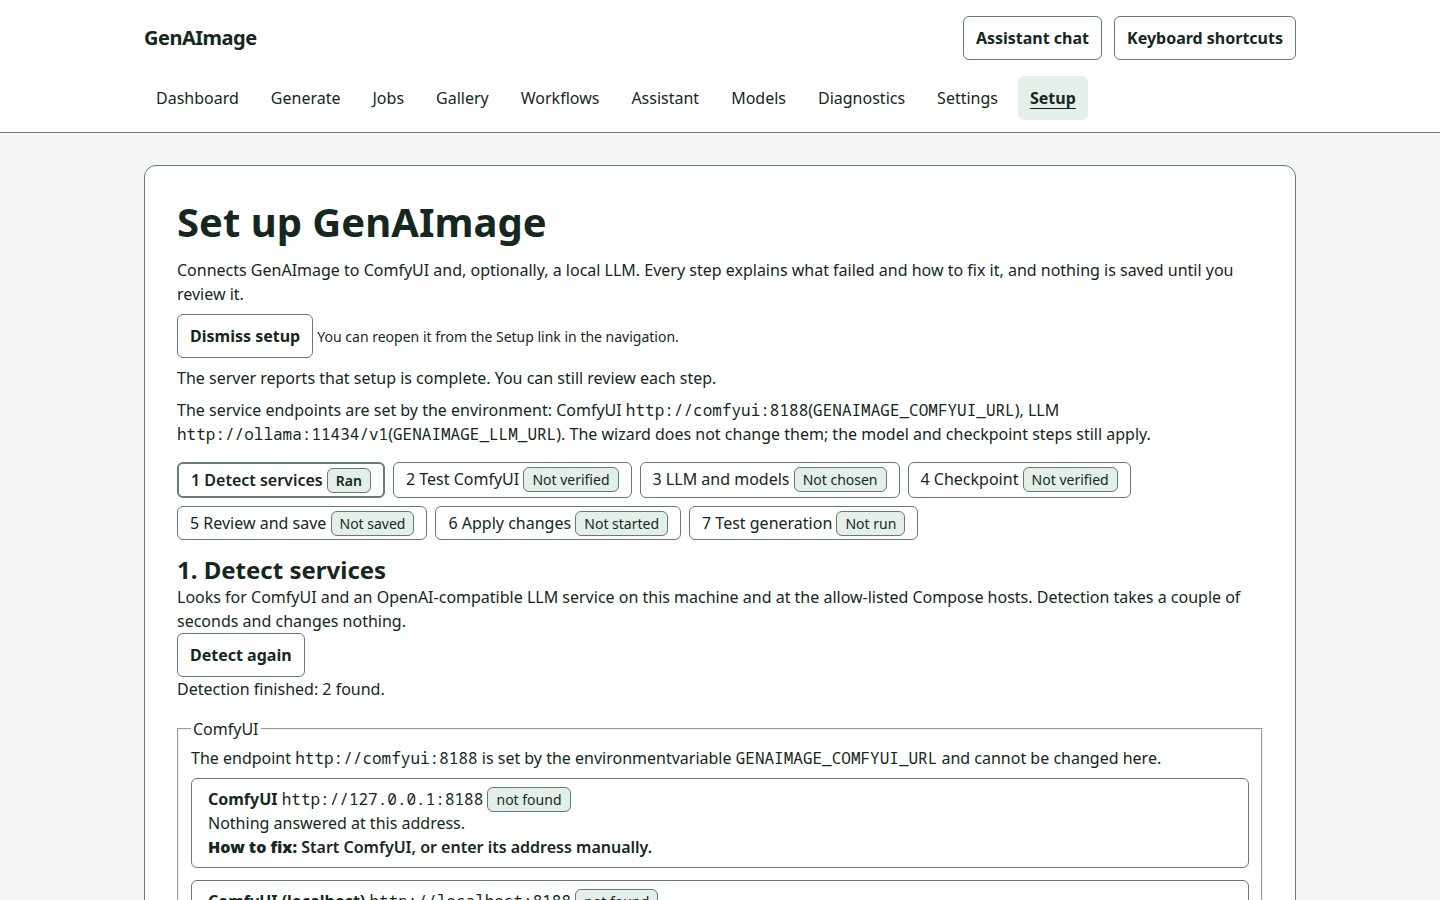 GenAImage
Assistant chat
Keyboard shortcuts
Dashboard
Generate
Jobs
Gallery
Workflows
Assistant
Models
Diagnostics
Settings
Setup
Set up GenAImage
Connects GenAImage to ComfyUI and, optionally, a local LLM. Every step explains what failed and how to fix it, and nothing is saved until you
review it.
Dismiss setup You can reopen it from the Setup link in the navigation.
The server reports that setup is complete. You can still review each step.
The service endpoints are set by the environment: ComfyUI http://comfyui:8188(GENAIMAGE_COMFYUI_URL), LLM
http://ollama:11434/v1(GENAIMAGE_LLM_URL). The wizard does not change them; the model and checkpoint steps still apply.
1 Detect services Ran
2 Test ComfyUI Not verified
3 LLM and models Not chosen
4 Checkpoint Not verified
5 Review and save Not saved
6 Apply changes Not started
7 Test generation Not run
1. Detect services
Looks for ComfyUI and an OpenAI-compatible LLM service on this machine and at the allow-listed Compose hosts. Detection takes a couple of
seconds and changes nothing.
Detect again
Detection finished: 2 found.
ComfyUI
The endpoint http://comfyui:8188 is set by the environmentvariable GENAIMAGE_COMFYUI_URL and cannot be changed here.
ComfyUI http://127.0.0.1:8188 not found
Nothing answered at this address.
How to fix: Start ComfyUI, or enter its address manually.
ComfyUI (localhost) http://localhost:8188 not found